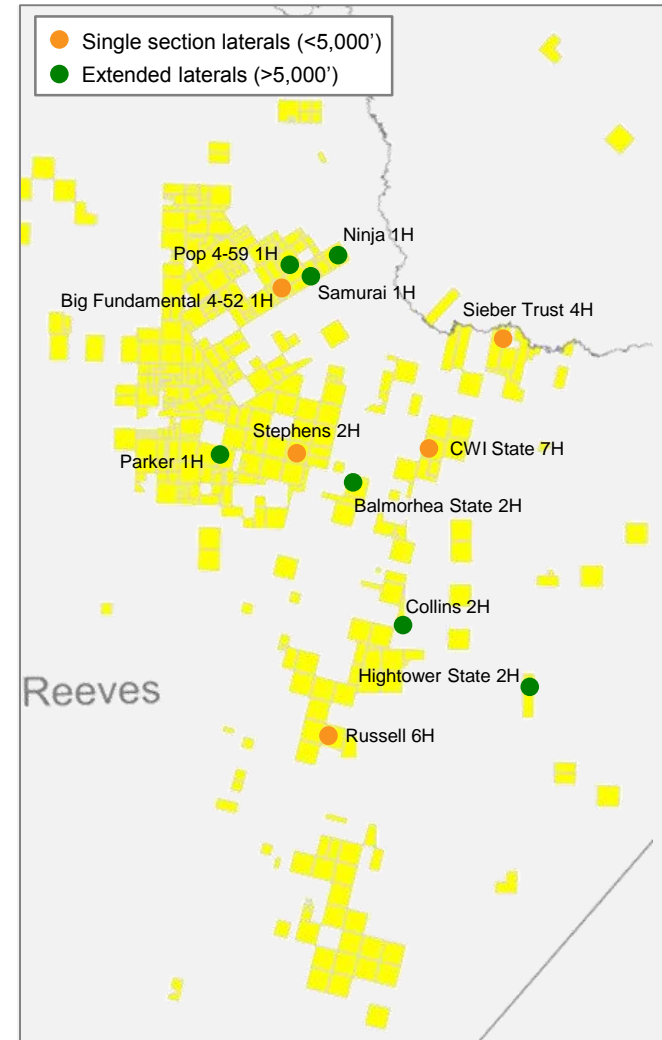 Single section laterals (<5,000’)
Extended laterals (>5,000’)
Ninja 1H
Pop 4-59 1H
Samurai 1H
Big Fundamental 4-52 1H
Sieber Trust 4H
Stephens 2H
CWI State 7H
Parker 1H
Balmorhea State 2H
Collins 2H
Hightower State 2H
Reeves
Russell 6H